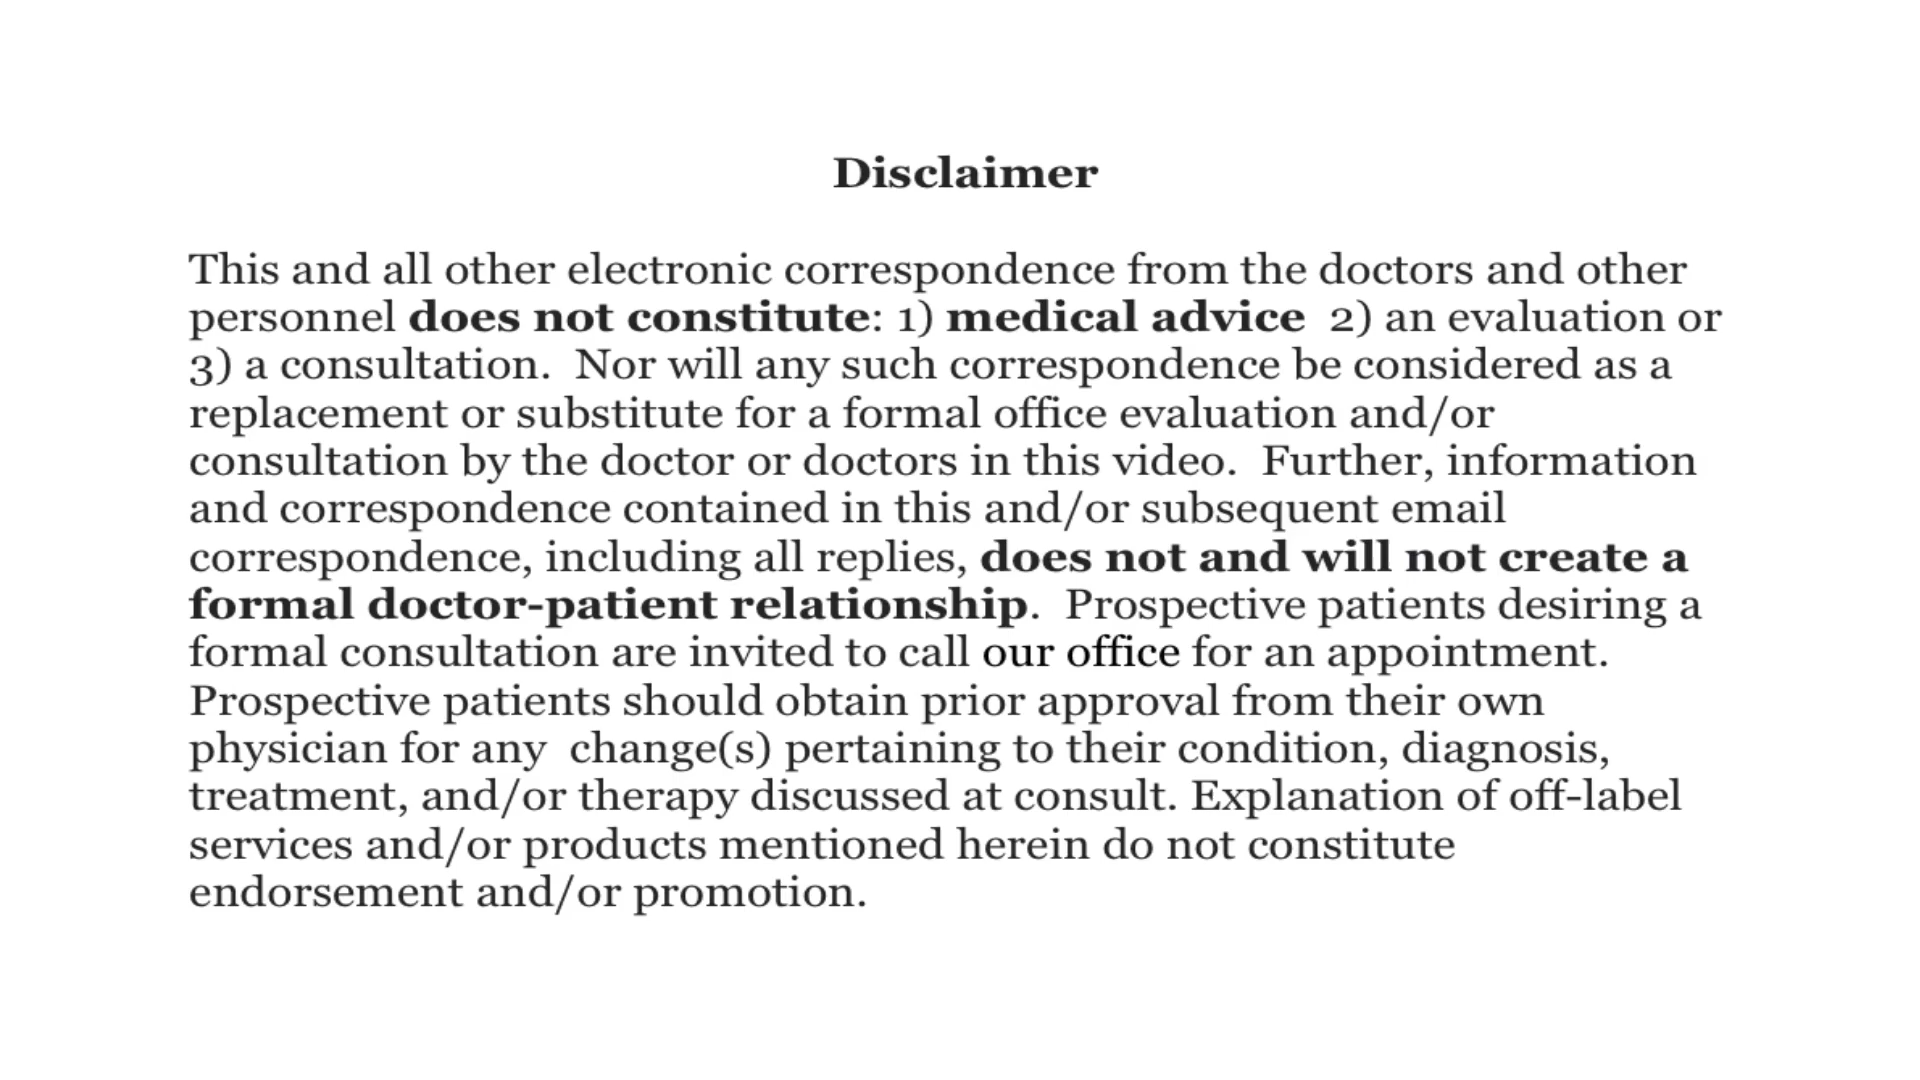 Disclaimer
This and all other electronic correspondence from the doctors and other
personnel does not constitute: 1) medical advice  2) an evaluation or
3) a consultation.  Nor will any such correspondence be considered as a
replacement or substitute for a formal office evaluation and/or
consultation by the doctor or doctors in this video.  Further, information
and correspondence contained in this and/or subsequent email
correspondence, including all replies, does not and will not create a
formal doctor-patient relationship.  Prospective patients desiring a
formal consultation are invited to call our office for an appointment.
Prospective patients should obtain prior approval from their own
physician for any  change(s) pertaining to their condition, diagnosis,
treatment, and/or therapy discussed at consult. Explanation of off-label
services and/or products mentioned herein do not constitute
endorsement and/or promotion.